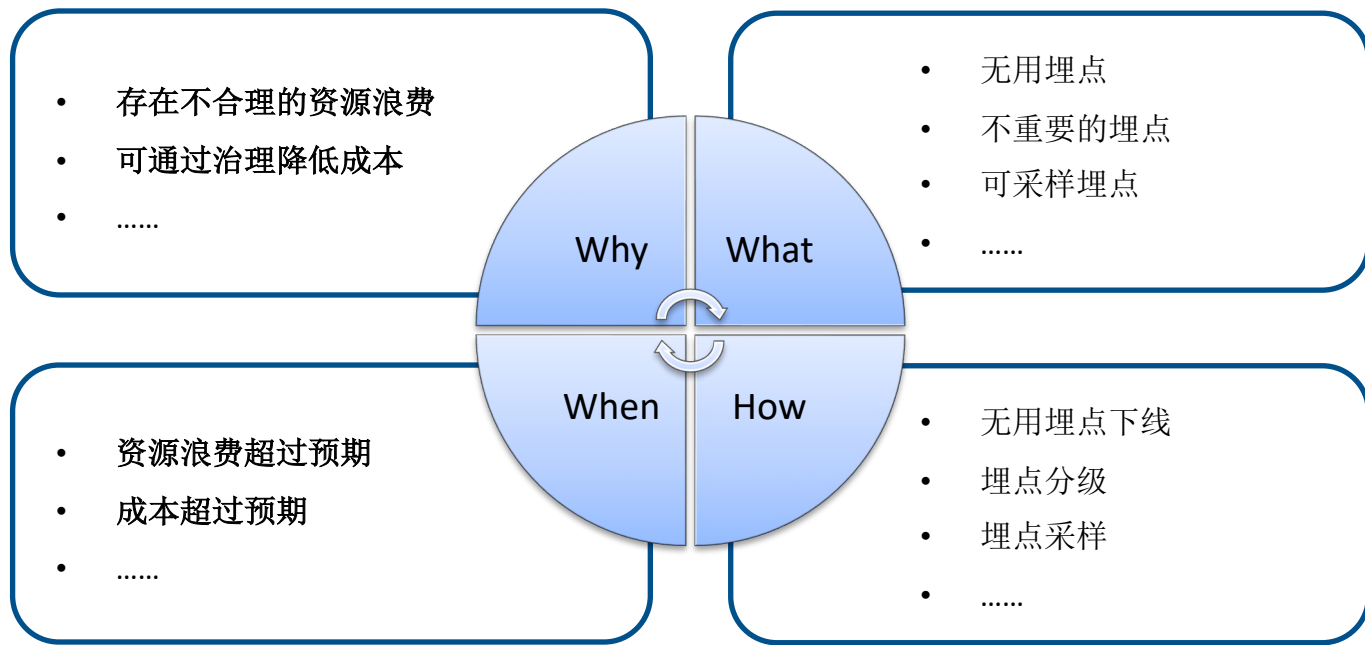 • 存在不合理的资源浪费
• 可通过治理降低成本
• ……
• 无用埋点
• 不重要的埋点
• 可采样埋点
• ……
Why
What
When
How
• 资源浪费超过预期
• 成本超过预期
• ……
• 无用埋点下线
• 埋点分级
• 埋点采样
• ……